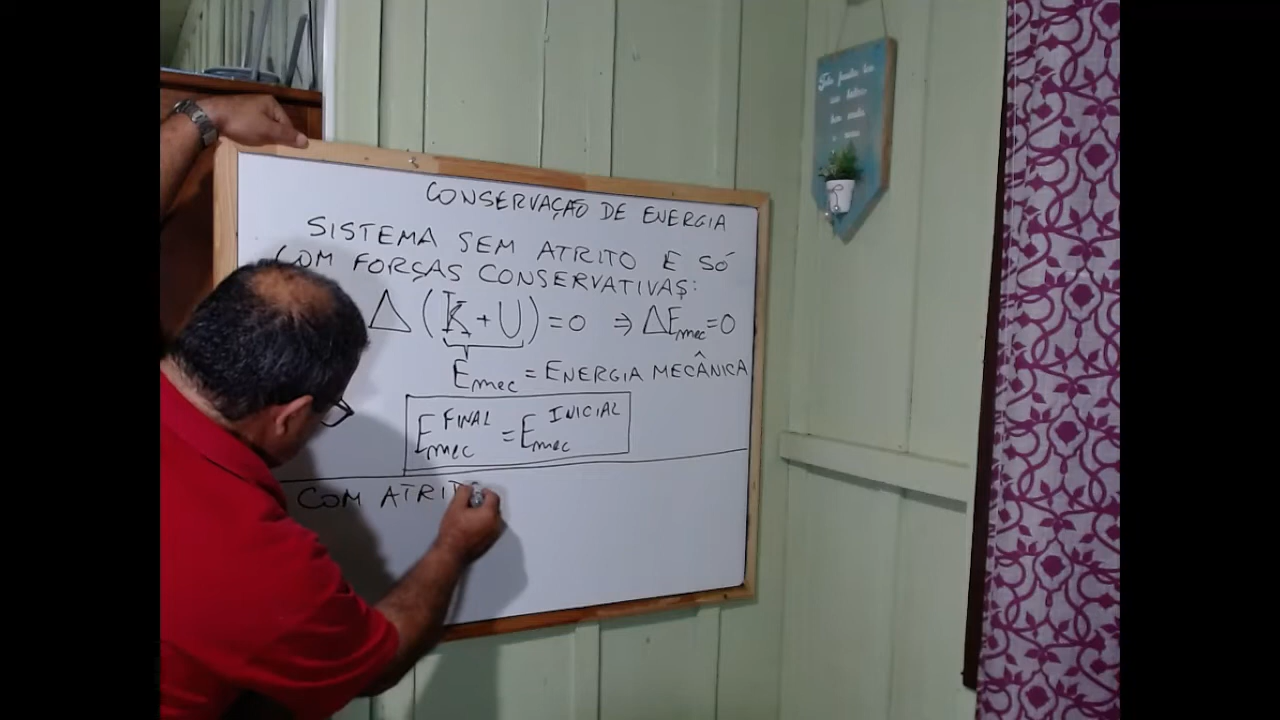 CONSERVAÇÃO DE ENERGIA
SISTEMA SEM ATRITO E SÓ
COM FORÇAS CONSERVATIVAS:
Δ(K+U)=0 ⇒ ΔEmec=0
Emec = ENERGIA MECÂNICA
Emec^FINAL = Emec^INICIAL
COM ATRITO